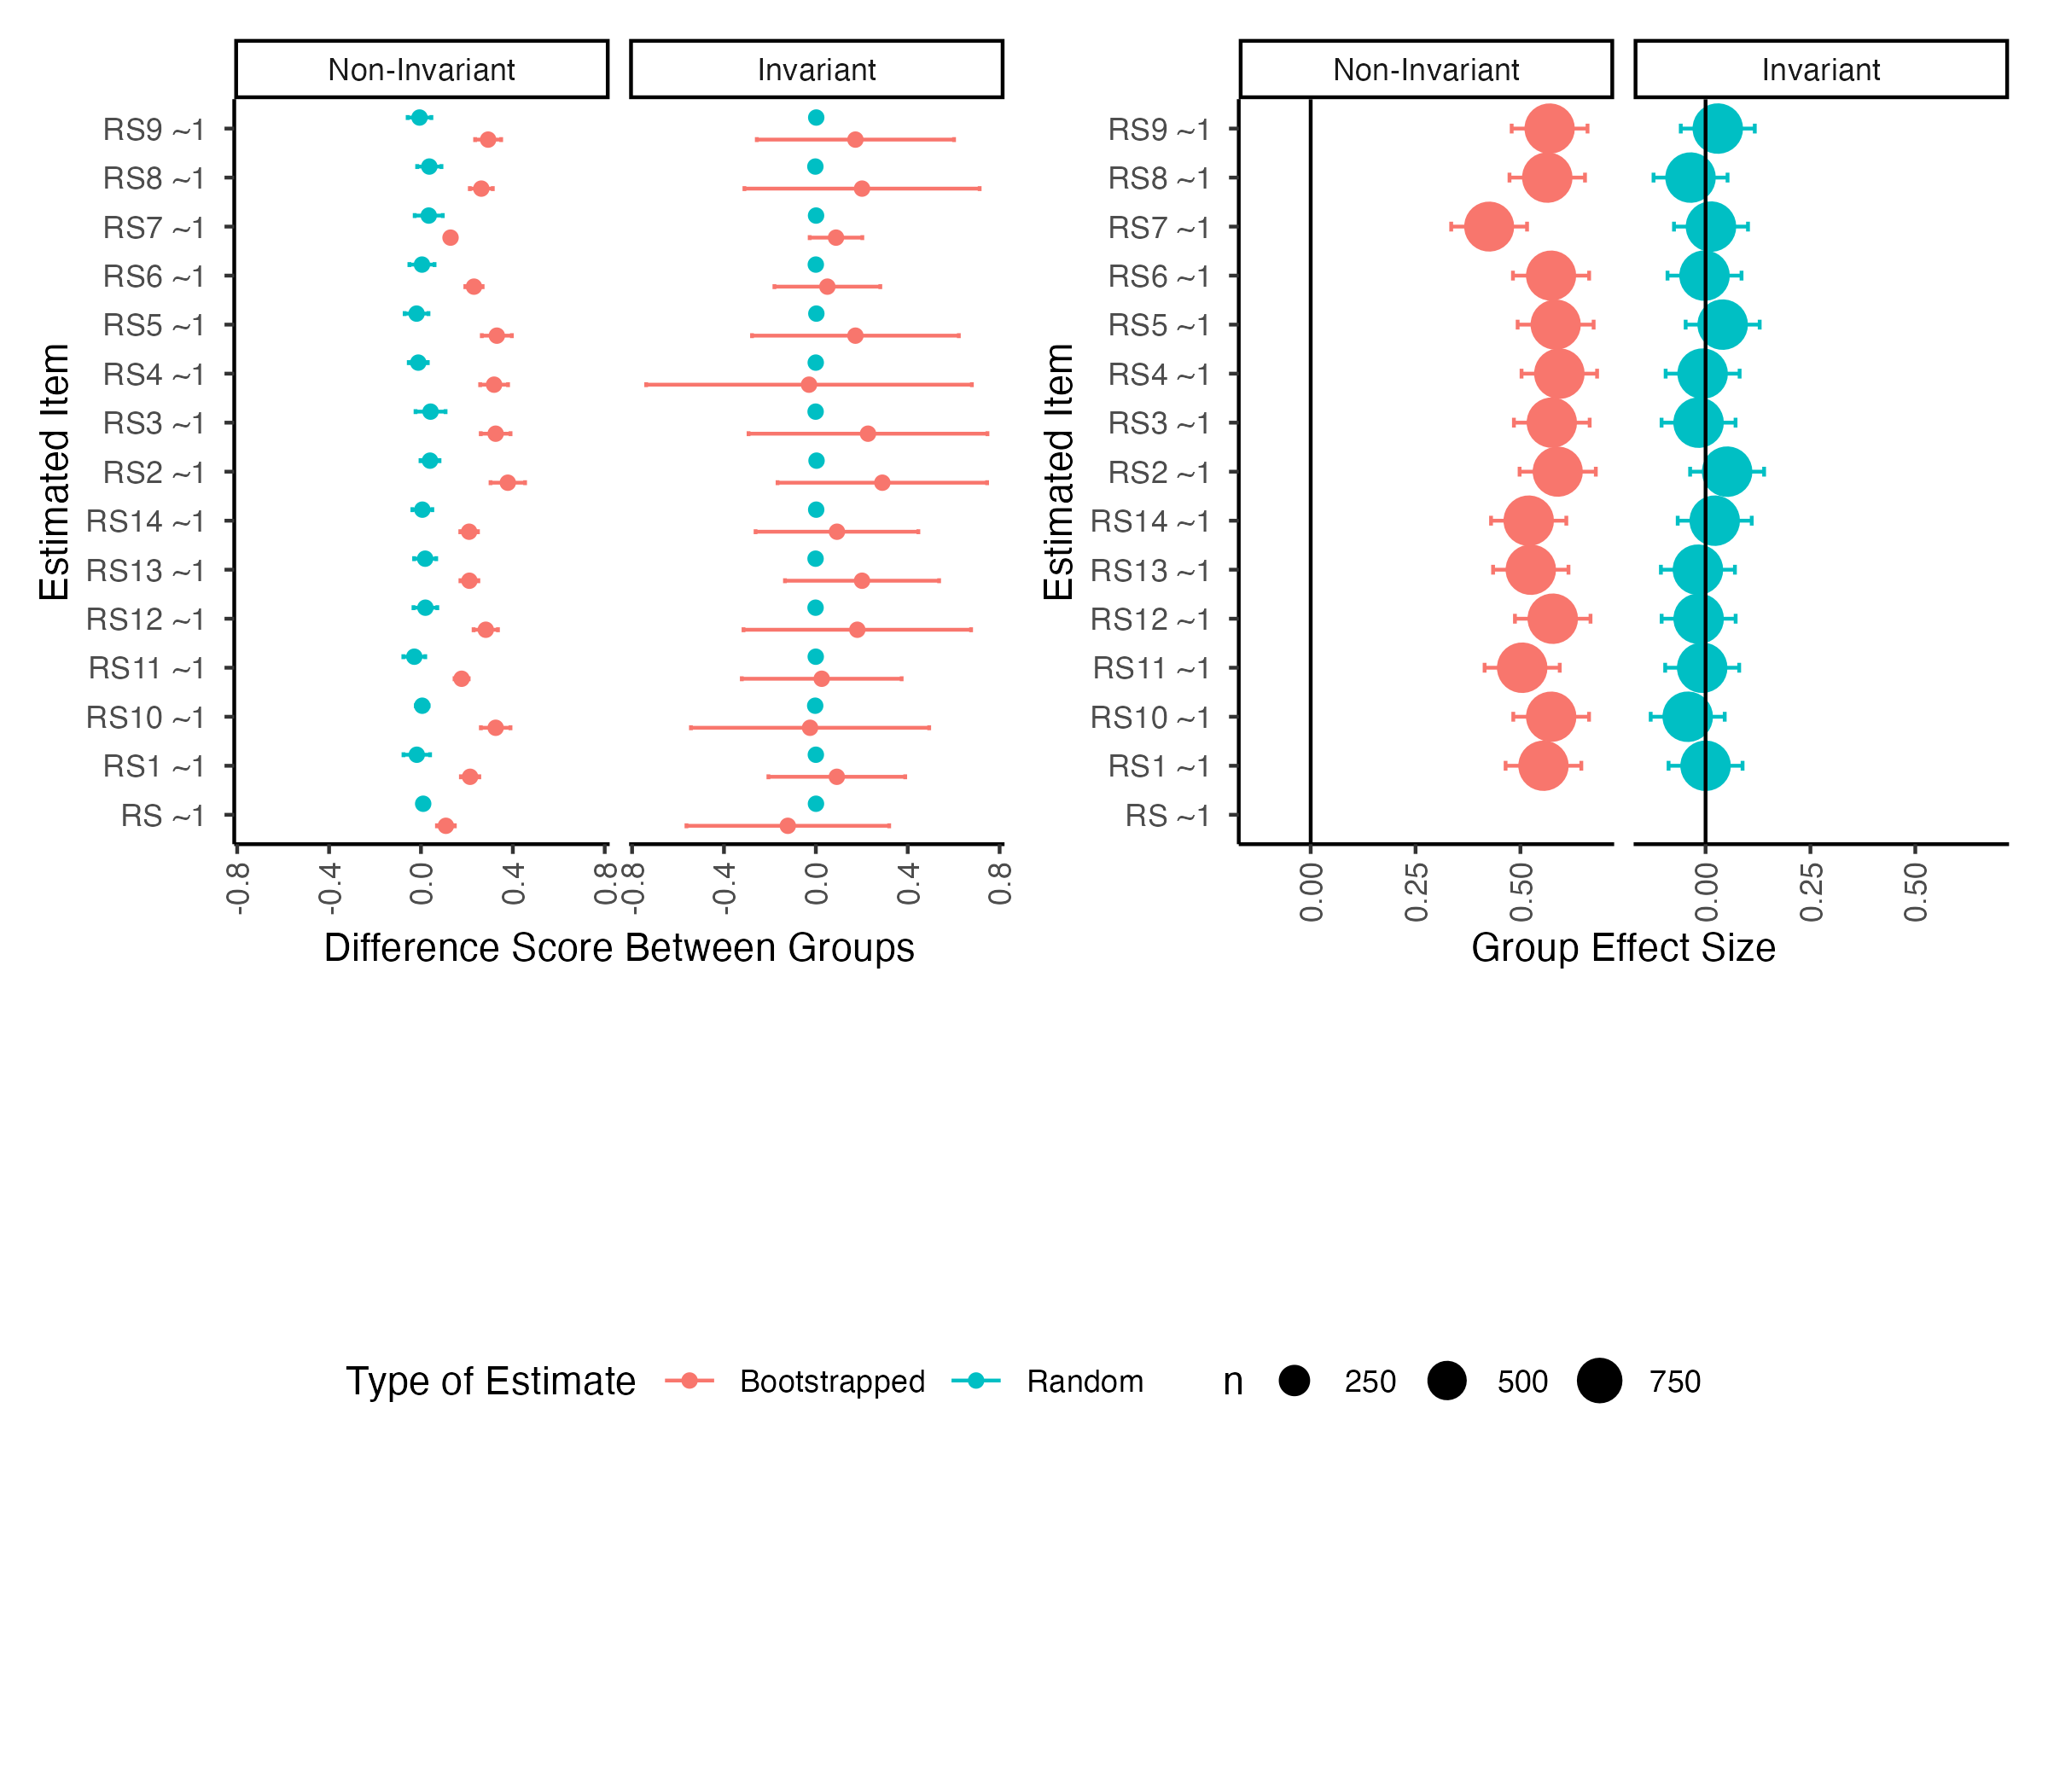 Non-Invariant Invariant Non-Invariant Invariant
Estimated Item
RS9 ~1
RS8 ~1
RS7 ~1
RS6 ~1
RS5 ~1
RS4 ~1
RS3 ~1
RS2 ~1
RS14 ~1
RS13 ~1
RS12 ~1
RS11 ~1
RS10 ~1
RS1 ~1
RS ~1
-0.8 -0.4 0.0 0.4 0.8 -0.8 -0.4 0.0 0.4 0.8
Difference Score Between Groups
Estimated Item
RS9 ~1
RS8 ~1
RS7 ~1
RS6 ~1
RS5 ~1
RS4 ~1
RS3 ~1
RS2 ~1
RS14 ~1
RS13 ~1
RS12 ~1
RS11 ~1
RS10 ~1
RS1 ~1
RS ~1
0.00 0.25 0.50 0.00 0.25 0.50
Group Effect Size
Type of Estimate Bootstrapped Random n 250 500 750